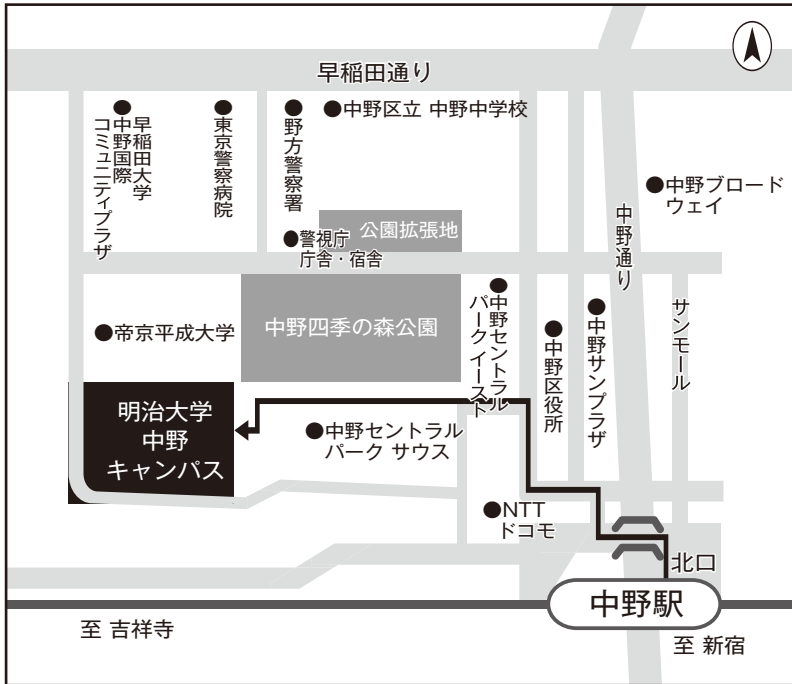 早稲田通り
早稲田大学
中野国際
コミュニティプラザ
●東京警察病院
●野方警察署
●中野区立 中野中学校
●中野ブロード
ウェイ
中野通り
公園拡張地
●警視庁
庁舎・宿舎
中野四季の森公園
●帝京平成大学
●中野セントラル
パーク イースト
●中野区役所
●中野サンプラザ
サンモール
明治大学
中野
キャンパス
●中野セントラル
パーク サウス
●NTT
ドコモ
北口
中野駅
至 吉祥寺
至 新宿